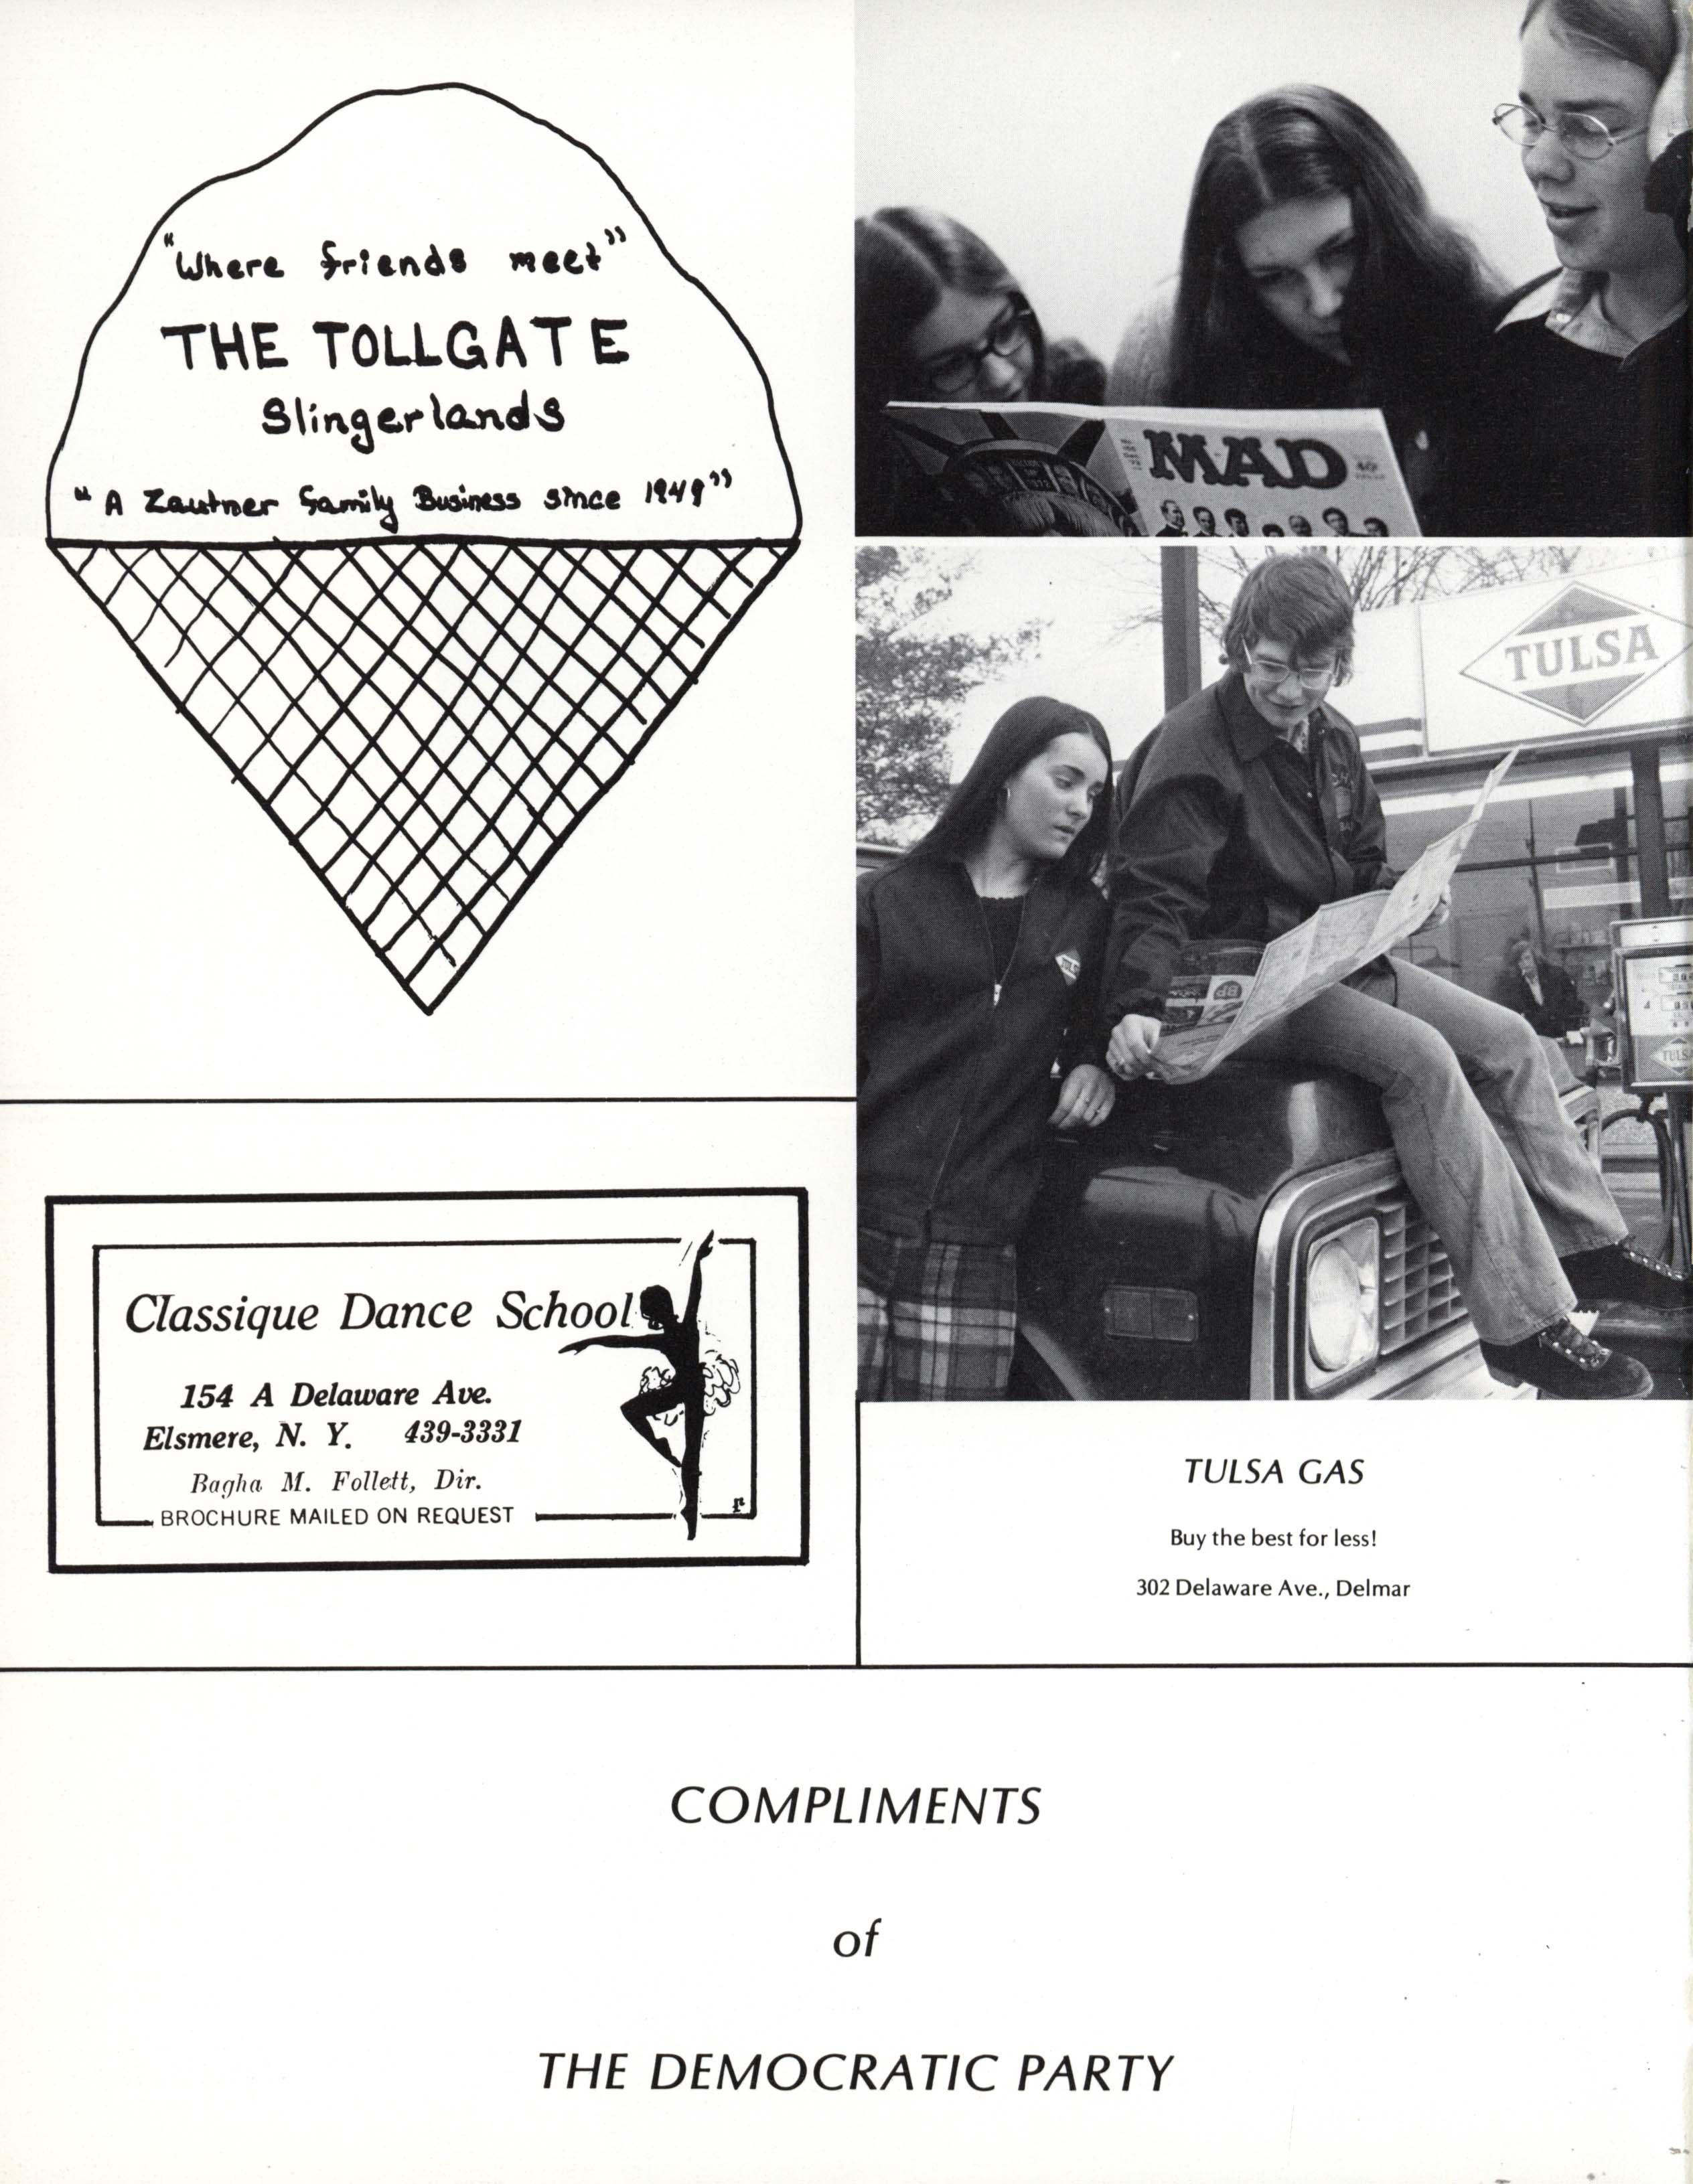 "Where friends meet"
THE TOLLGATE
Slingerlands
"A Zautner Family Business since 1949"
MAD
TULSA
BP
TULSA
Classique Dance School
154 A Delaware Ave.
Elsmere, N. Y. 439-3331
Bagha M. Follett, Dir.
BROCHURE MAILED ON REQUEST
TULSA GAS
Buy the best for less!
302 Delaware Ave., Delmar
COMPLIMENTS
of
THE DEMOCRATIC PARTY